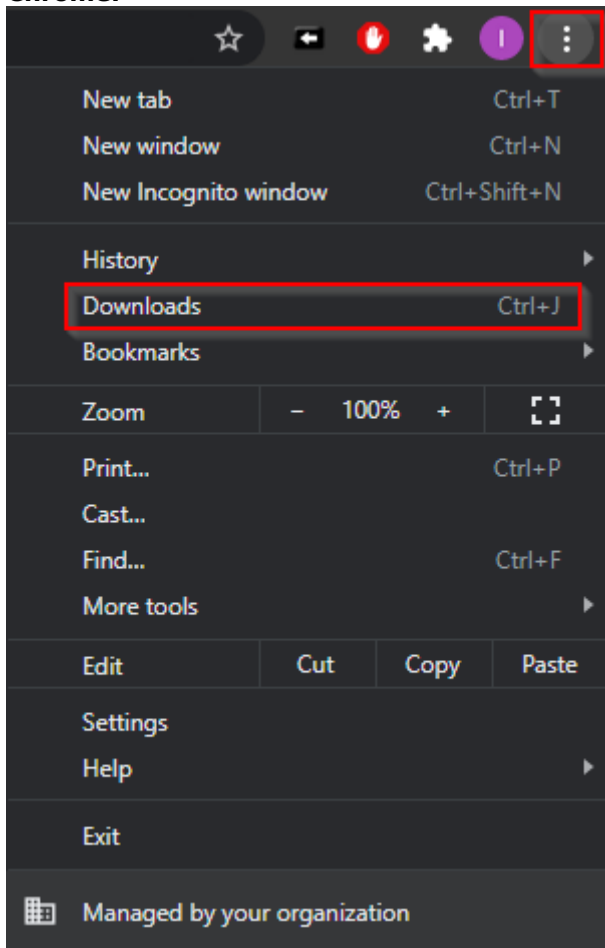 Chrome.
I
New tab Ctrl+T
New window Ctrl+N
New Incognito window Ctrl+Shift+N
History
Downloads Ctrl+J
Bookmarks
Zoom - 100% +
Print... Ctrl+P
Cast...
Find... Ctrl+F
More tools
Edit Cut Copy Paste
Settings
Help
Exit
Managed by your organization